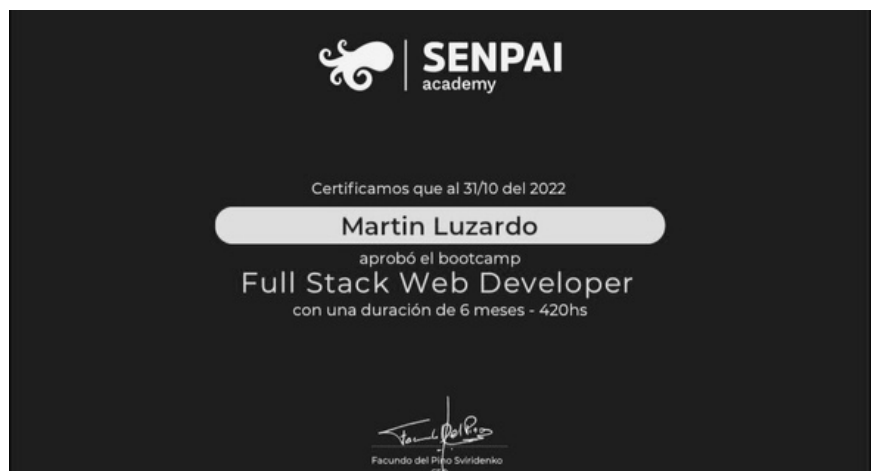 SENPAI
academy
Certificamos que al 31/10 del 2022
Martin Luzardo
aprobó el bootcamp
Full Stack Web Developer
con una duración de 6 meses - 420hs
Facundo del Pino Sviridenko